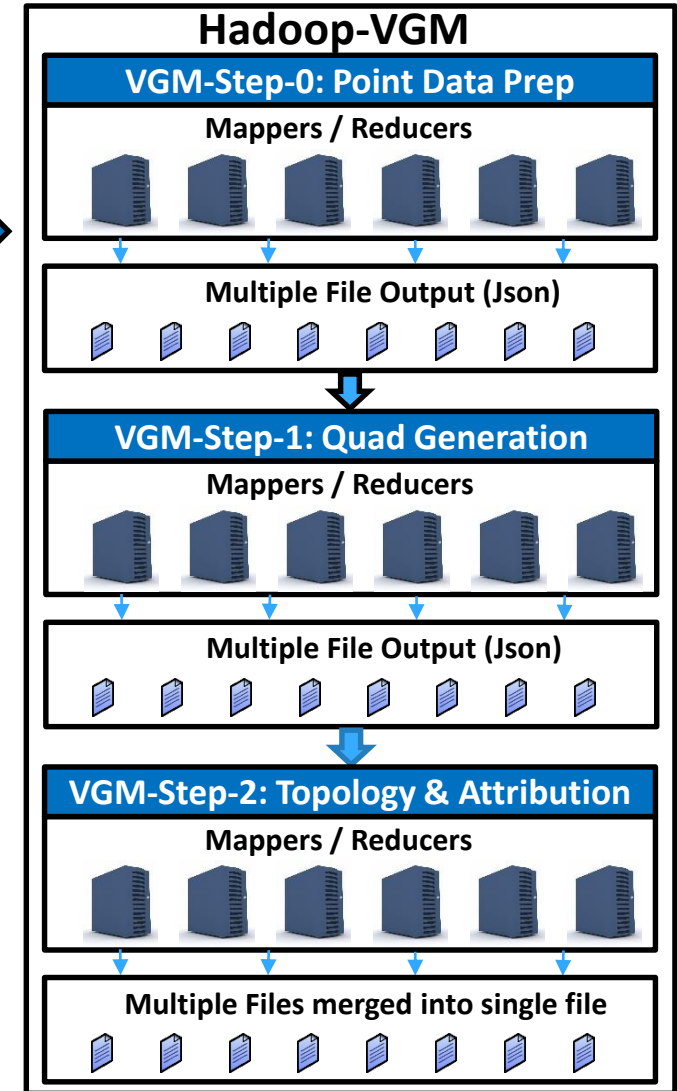 Hadoop-VGM
VGM-Step-0: Point Data Prep
Mappers / Reducers
Multiple File Output (Json)
VGM-Step-1: Quad Generation
Mappers / Reducers
Multiple File Output (Json)
VGM-Step-2: Topology & Attribution
Mappers / Reducers
Multiple Files merged into single file